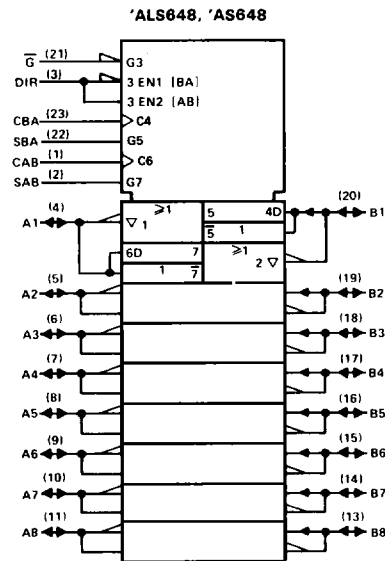 'ALS648, 'AS648
G̅ (21) G3
DIR (3) 3 EN1 [BA]
3 EN2 [AB]
CBA (23) C4
SBA (22) G5
CAB (1) C6
SAB (2) G7
A1 (4) ≥1 5 4D (20) B1
▽ 1 5̅ 1
6D 7 ≥1
1 7̅ 2 ▽
A2 (5) (19) B2
A3 (6) (18) B3
A4 (7) (17) B4
A5 (8) (16) B5
A6 (9) (15) B6
A7 (10) (14) B7
A8 (11) (13) B8